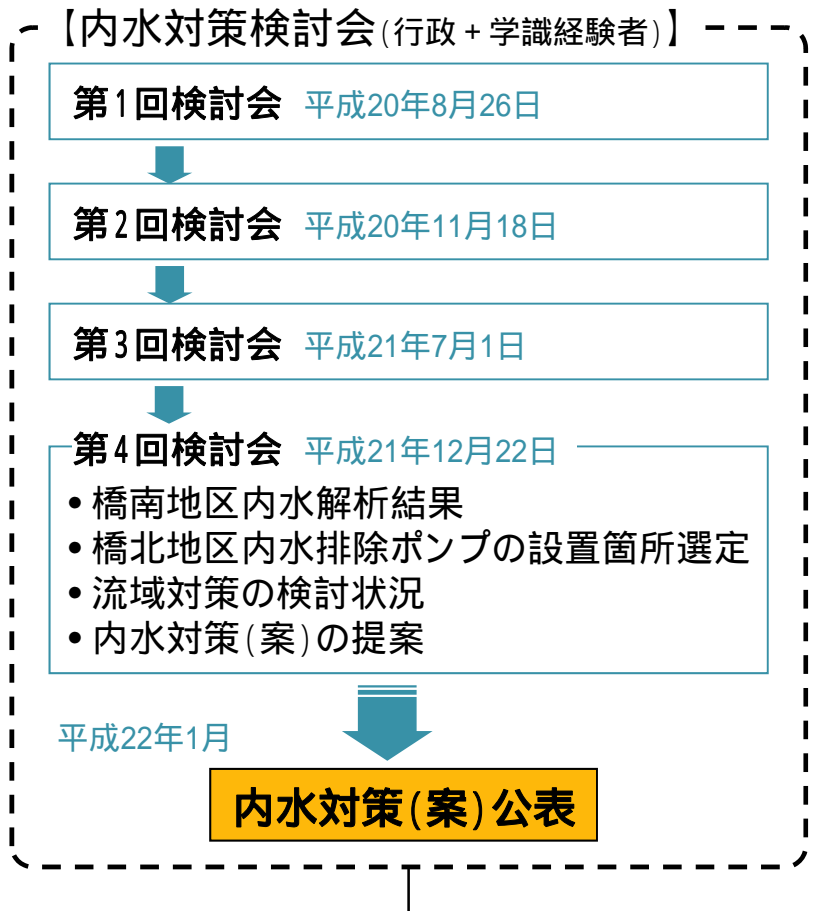 【内水対策検討会(行政+学識経験者)】
第1回検討会 平成20年8月26日
第2回検討会 平成20年11月18日
第3回検討会 平成21年7月1日
第4回検討会 平成21年12月22日
•橋南地区内水解析結果
•橋北地区内水排除ポンプの設置箇所選定
•流域対策の検討状況
•内水対策(案)の提案
平成22年1月
内水対策(案)公表